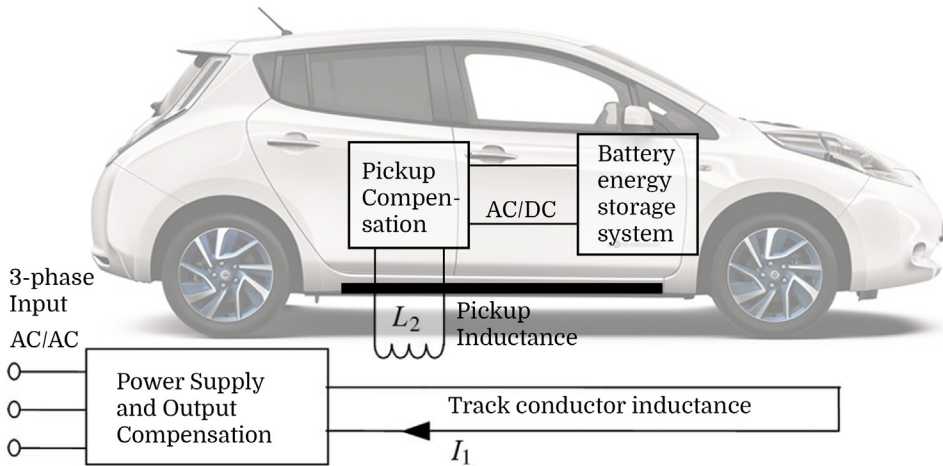 Pickup
Compen-
sation
AC/DC
Battery
energy
storage
system
3-phase
Input
AC/AC
L₂
Pickup
Inductance
Power Supply
and Output
Compensation
Track conductor inductance
I₁